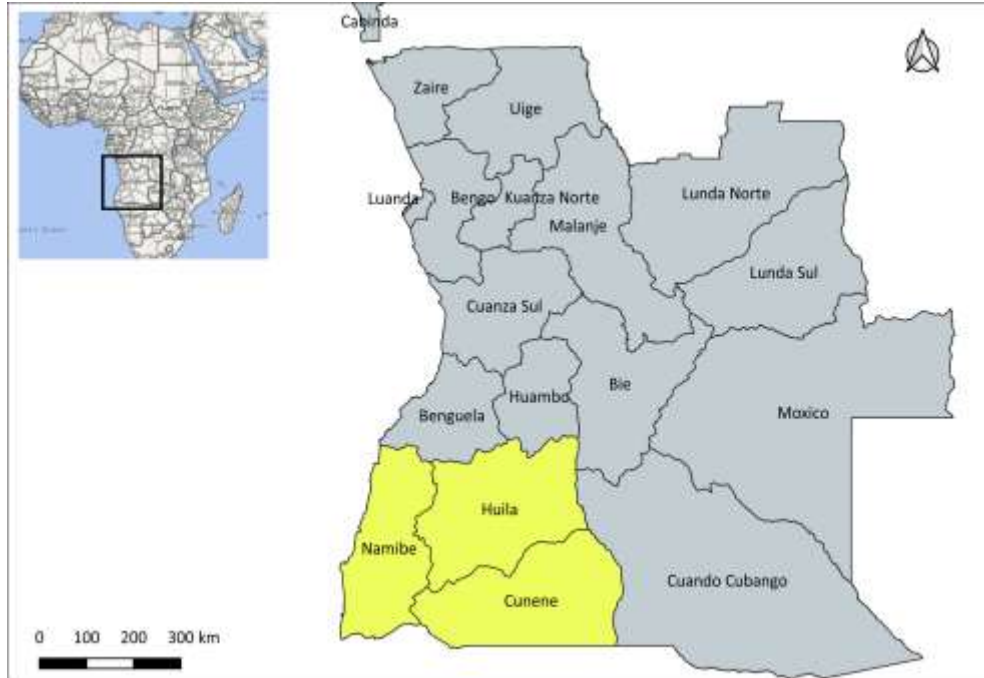 Cabinda
Zaire
Uige
Luanda
Bengo
Kuanza Norte
Malanje
Lunda Norte
Lunda Sul
Cuanza Sul
Bie
Huambo
Benguela
Moxico
Huila
Namibe
Cunene
Cuando Cubango
0 100 200 300 km